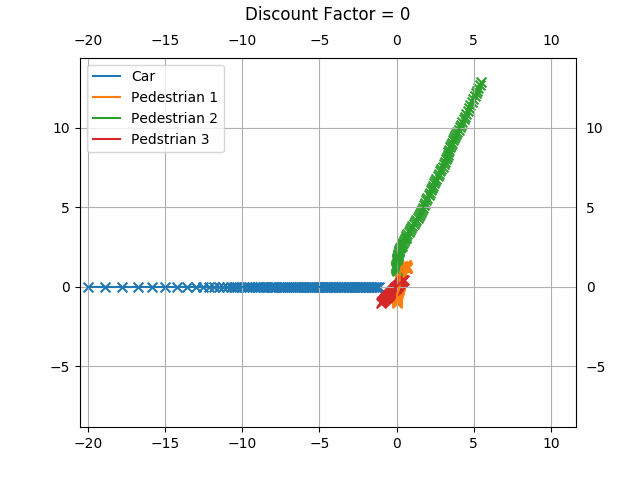 Discount Factor = 0
−20 −15 −10 −5 0 5 10
Car
Pedestrian 1
Pedestrian 2
Pedstrian 3
10 10
5 5
0 0
−5 −5
−20 −15 −10 −5 0 5 10